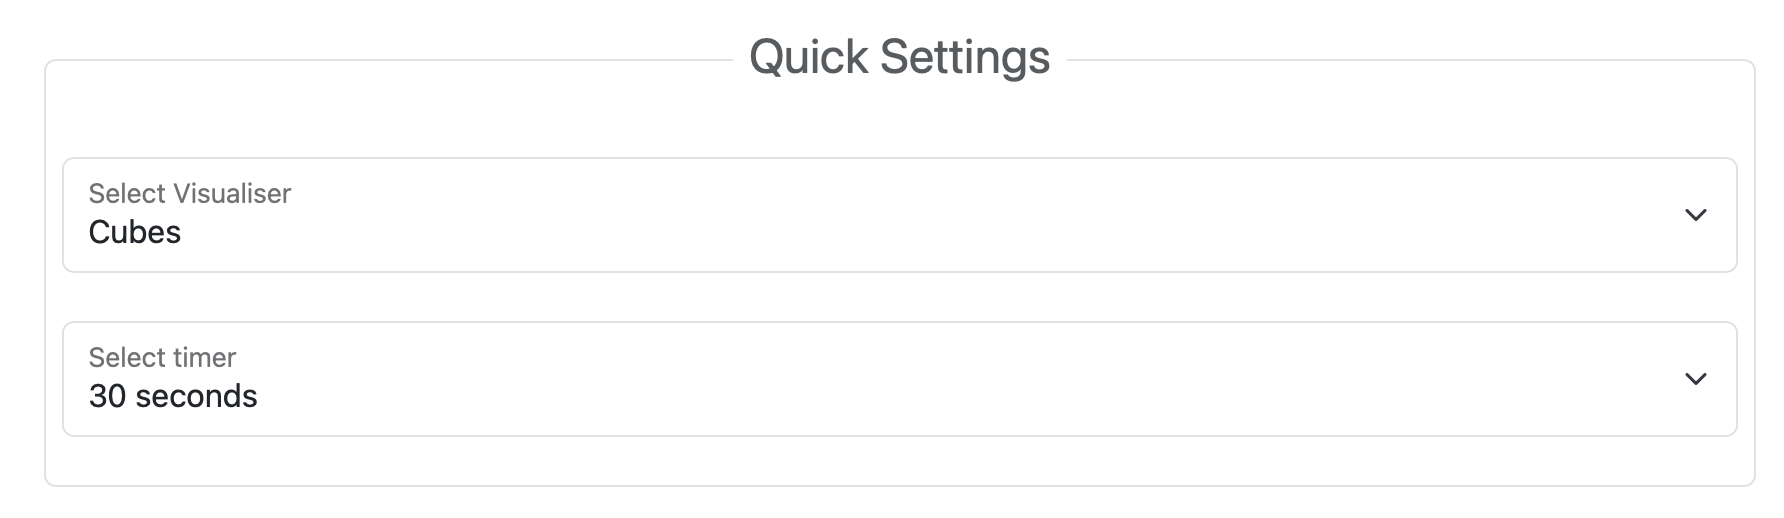 Quick Settings
Select Visualiser
Cubes
Select timer
30 seconds